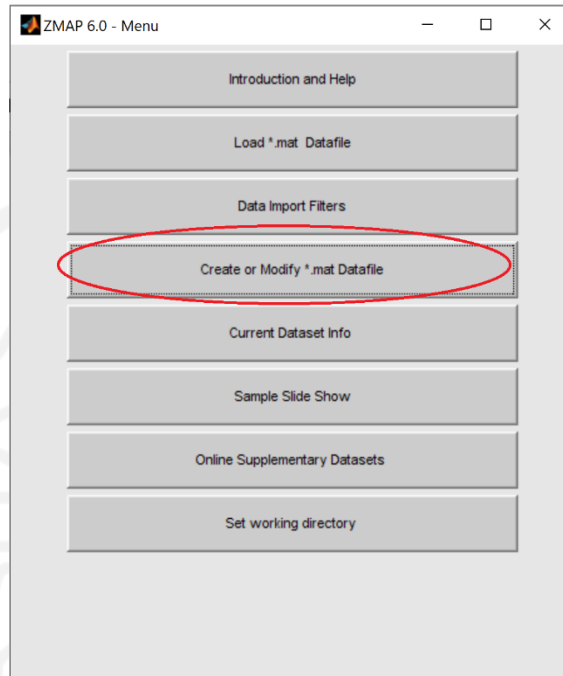 ZMAP 6.0 - Menu
Introduction and Help
Load *.mat Datafile
Data Import Filters
Create or Modify *.mat Datafile
Current Dataset Info
Sample Slide Show
Online Supplementary Datasets
Set working directory